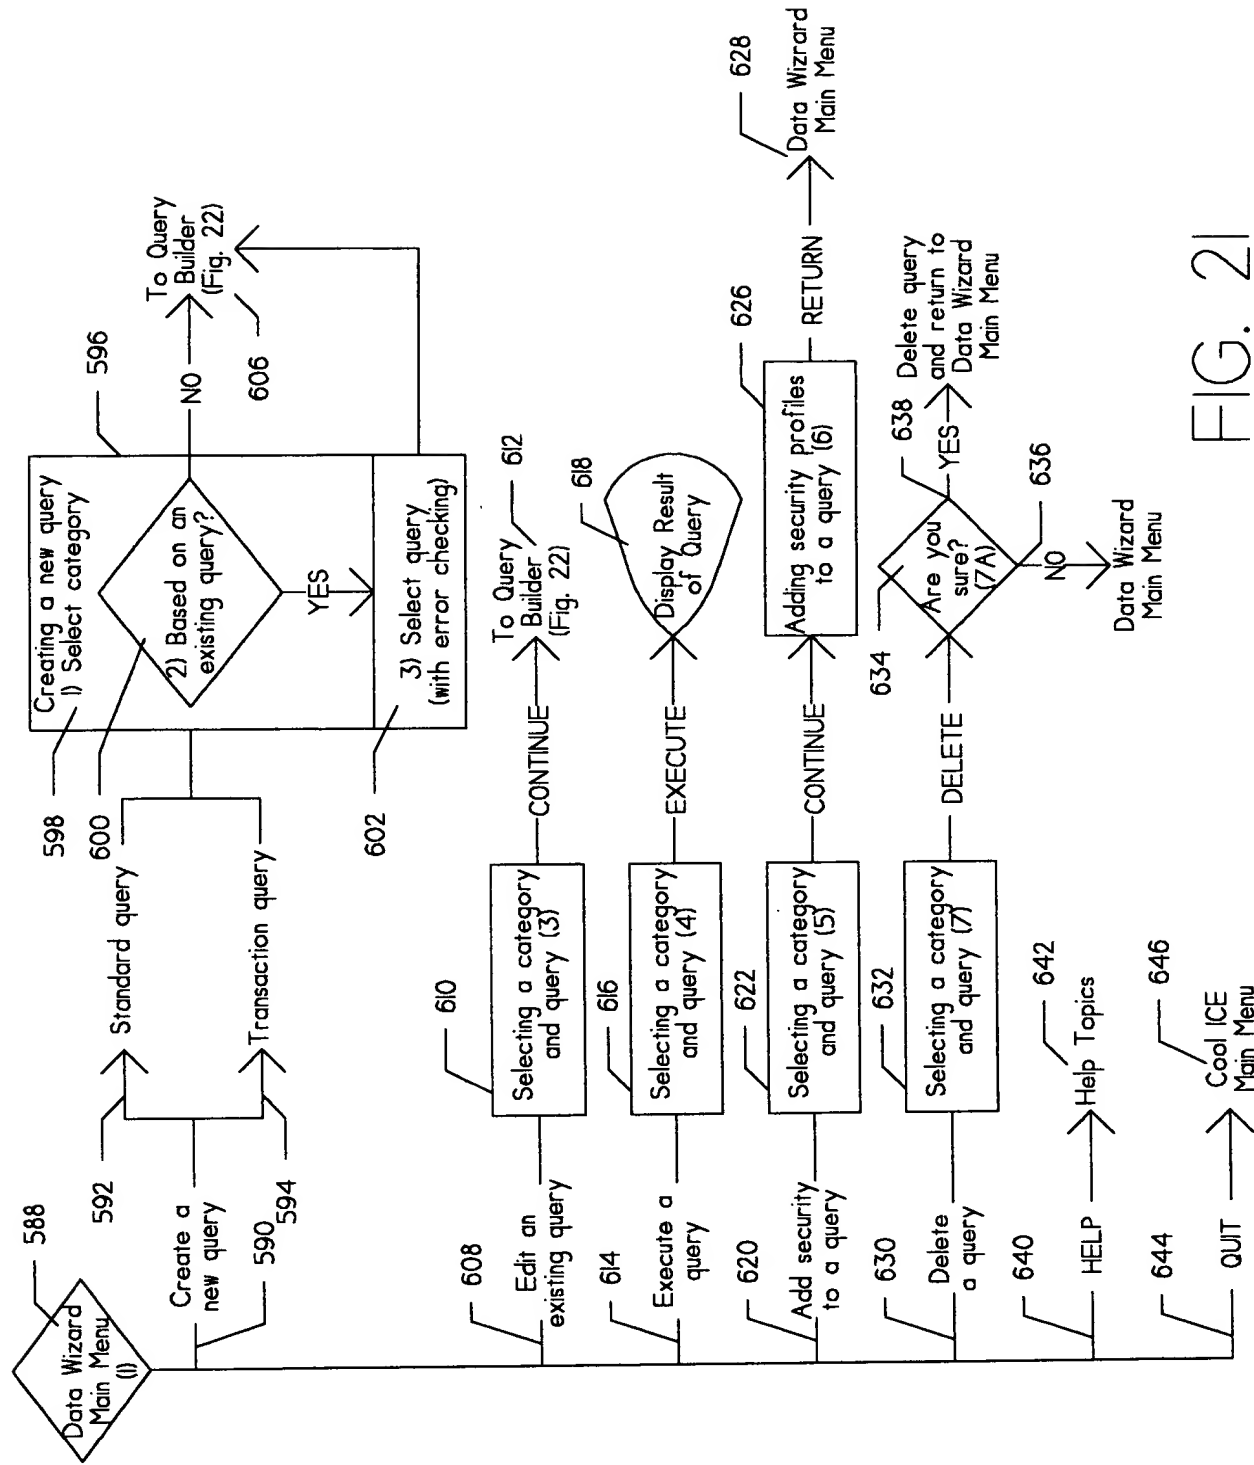 588
Data Wizard
Main Menu
(1)
Create a
new query
590
592
Standard query
594
Transaction query
596
Creating a new query
1) Select category
598
2) Based on an
existing query?
600
NO
To Query
Builder
(Fig. 22)
606
YES
3) Select query
(with error checking)
602
608
Edit an
existing query
610
Selecting a category
and query (3)
CONTINUE
To Query
Builder
(Fig. 22)
612
614
Execute a
query
616
Selecting a category
and query (4)
EXECUTE
Display Result
of Query
618
620
Add security
to a query
622
Selecting a category
and query (5)
CONTINUE
Adding security profiles
to a query (6)
626
RETURN
Data Wizrard
Main Menu
628
630
Delete
a query
632
Selecting a category
and query (7)
DELETE
634
Are you
sure?
(7A)
638
YES
Delete query
and return to
Data Wizard
Main Menu
636
NO
Data Wizard
Main Menu
640
HELP
642
Help Topics
644
QUIT
646
Cool ICE
Main Menu
FIG. 21